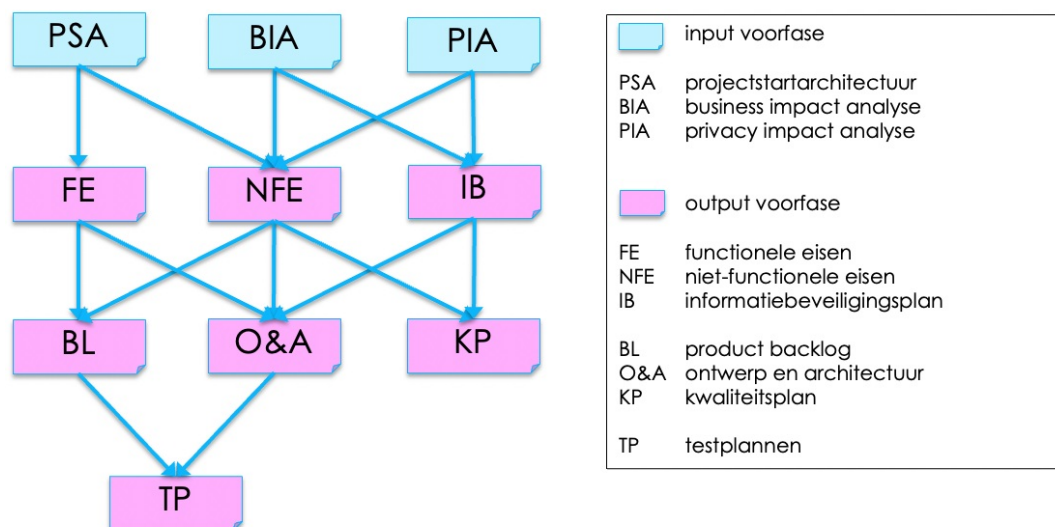 PSA
BIA
PIA
FE
NFE
IB
BL
O&A
KP
TP
input voorfase
PSA projectstartarchitectuur
BIA business impact analyse
PIA privacy impact analyse
output voorfase
FE functionele eisen
NFE niet-functionele eisen
IB informatiebeveiligingsplan
BL product backlog
O&A ontwerp en architectuur
KP kwaliteitsplan
TP testplannen